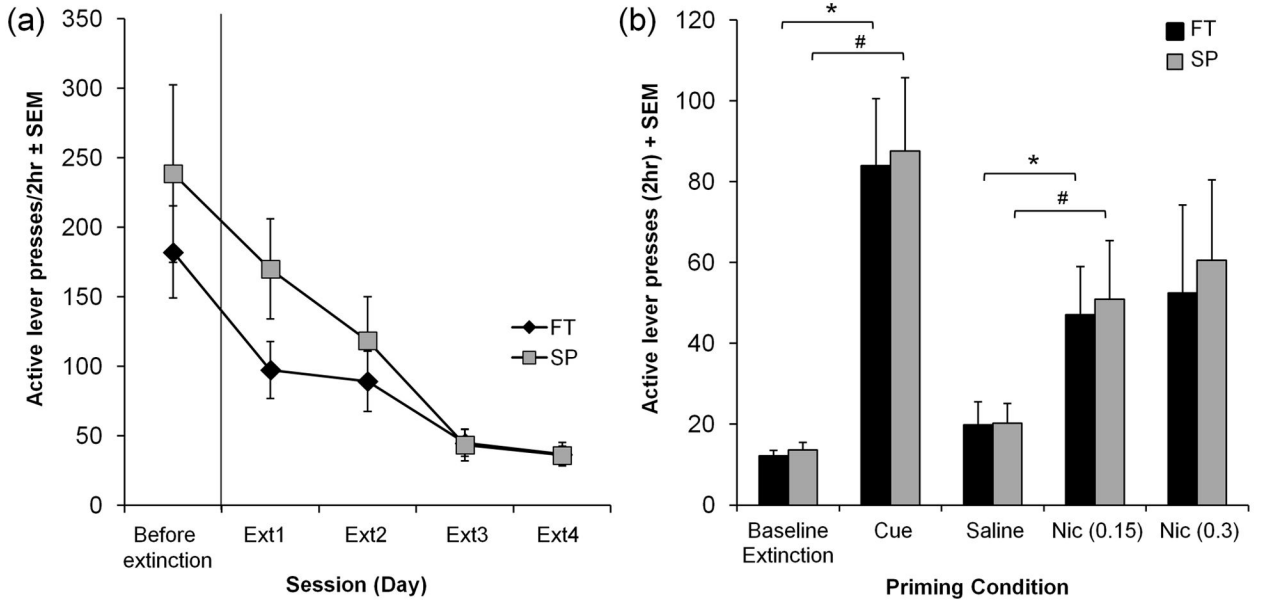 (a)
350
300
250
200
150
100
50
0
Active lever presses/2hr ± SEM
FT
SP
Before
extinction
Ext1
Ext2
Ext3
Ext4
Session (Day)
(b)
120
100
80
60
40
20
0
Active lever presses (2hr) + SEM
*
#
*
#
FT
SP
Baseline
Extinction
Cue
Saline
Nic (0.15)
Nic (0.3)
Priming Condition